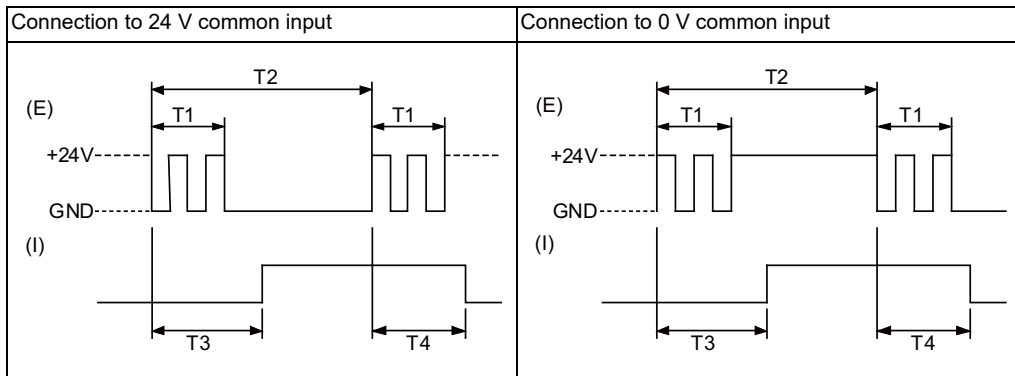 Connection to 24 V common input
Connection to 0 V common input
T2
(E)
T1
T1
+24V
GND
(I)
T3
T4
T2
(E)
T1
T1
+24V
GND
(I)
T3
T4